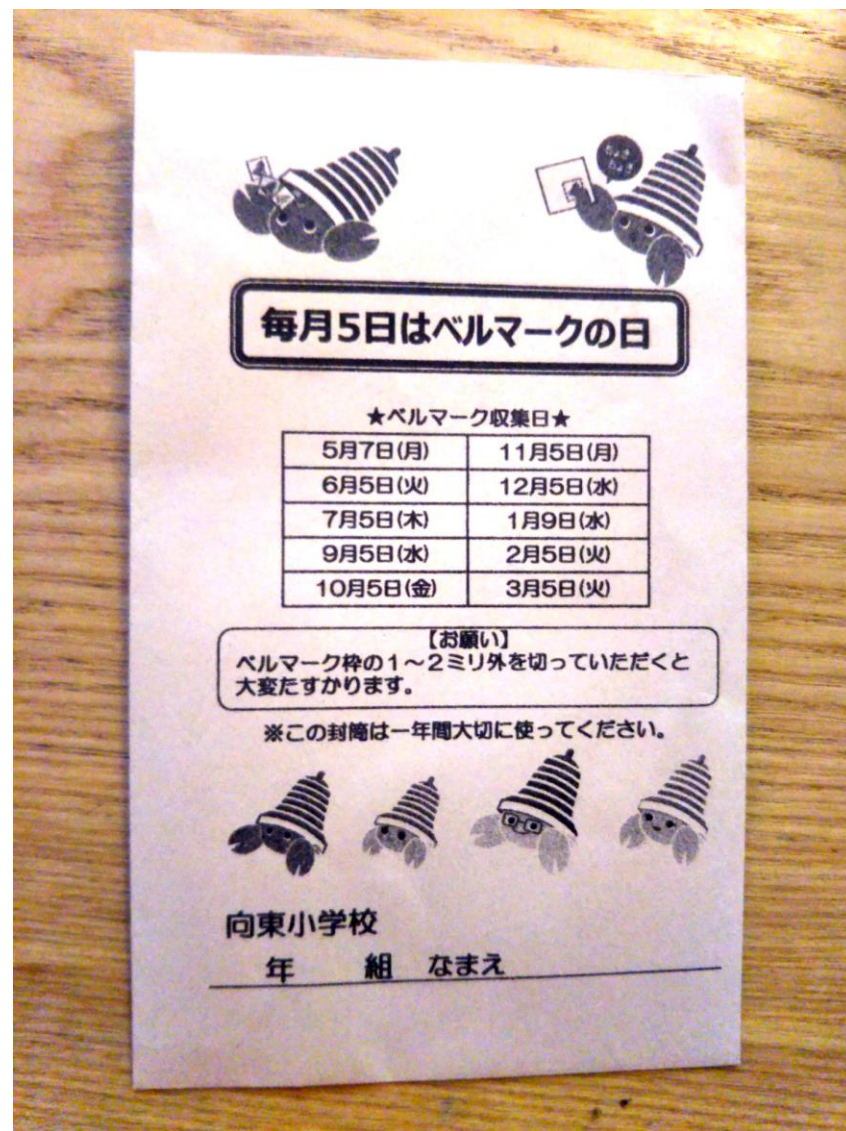 ちょき
ちょき
毎月5日はベルマークの日
★ベルマーク収集日★
5月7日(月) 11月5日(月)
6月5日(火) 12月5日(水)
7月5日(木) 1月9日(水)
9月5日(水) 2月5日(火)
10月5日(金) 3月5日(火)
【お願い】
ベルマーク枠の1～2ミリ外を切っていただくと
大変たすかります。
※この封筒は一年間大切に使ってください。
向東小学校
年 組 なまえ